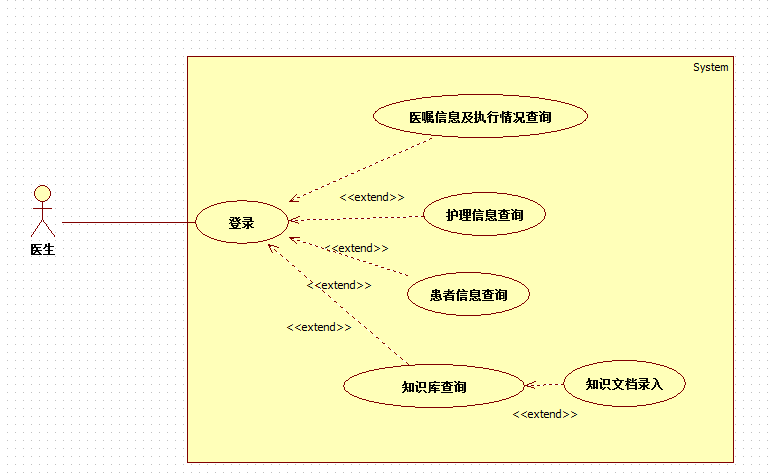 System
医嘱信息及执行情况查询
<<extend>>
护理信息查询
登录
医生
<<extend>>
<<extend>>
患者信息查询
<<extend>>
知识库查询
知识文档录入
<<extend>>